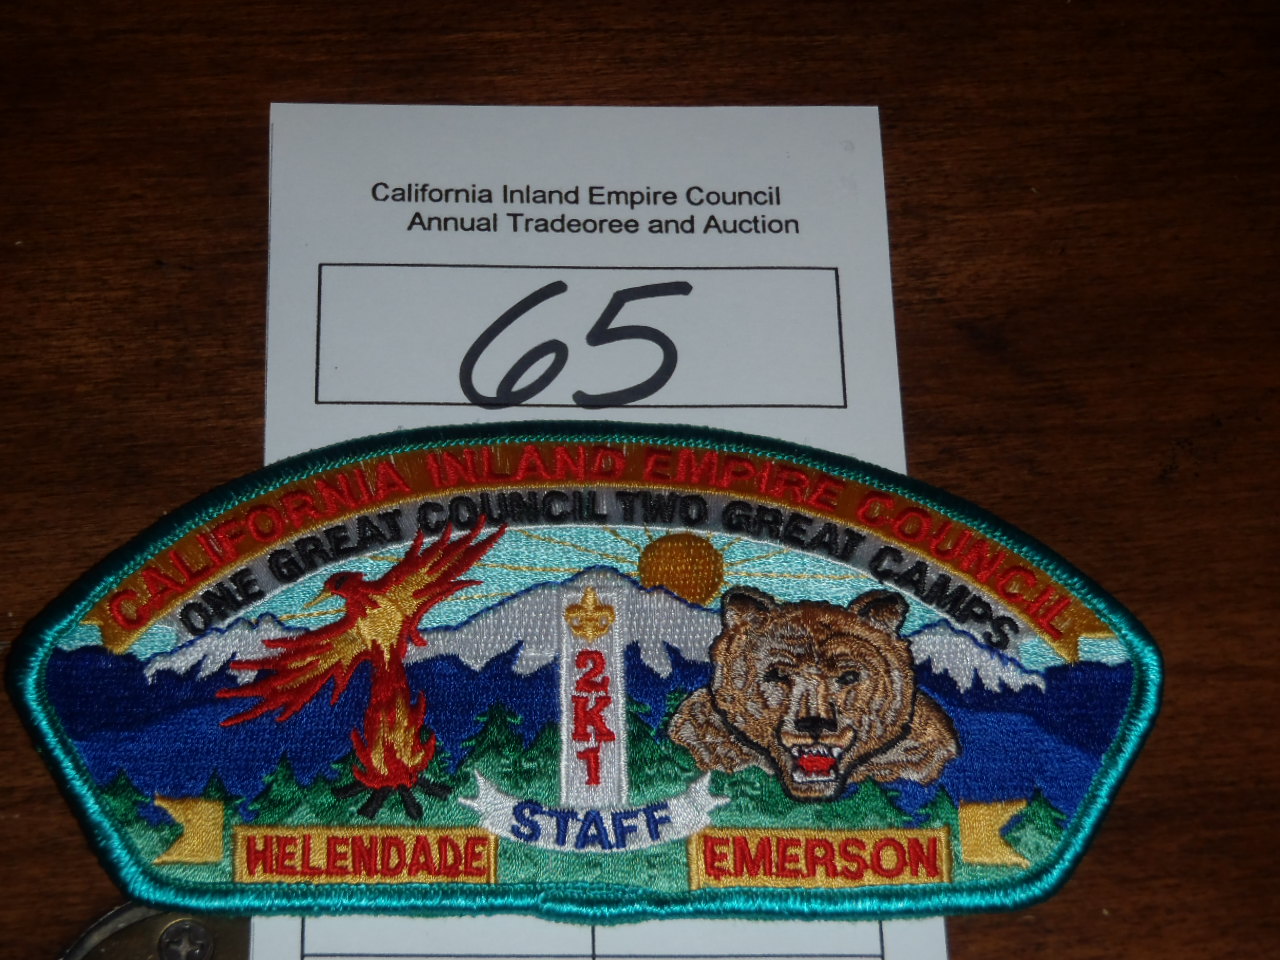 California Inland Empire Council
Annual Tradeoree and Auction
65
CALIFORNIA INLAND EMPIRE COUNCIL
ONE GREAT COUNCIL TWO GREAT CAMPS
2K1
STAFF
HELENDADE
EMERSON